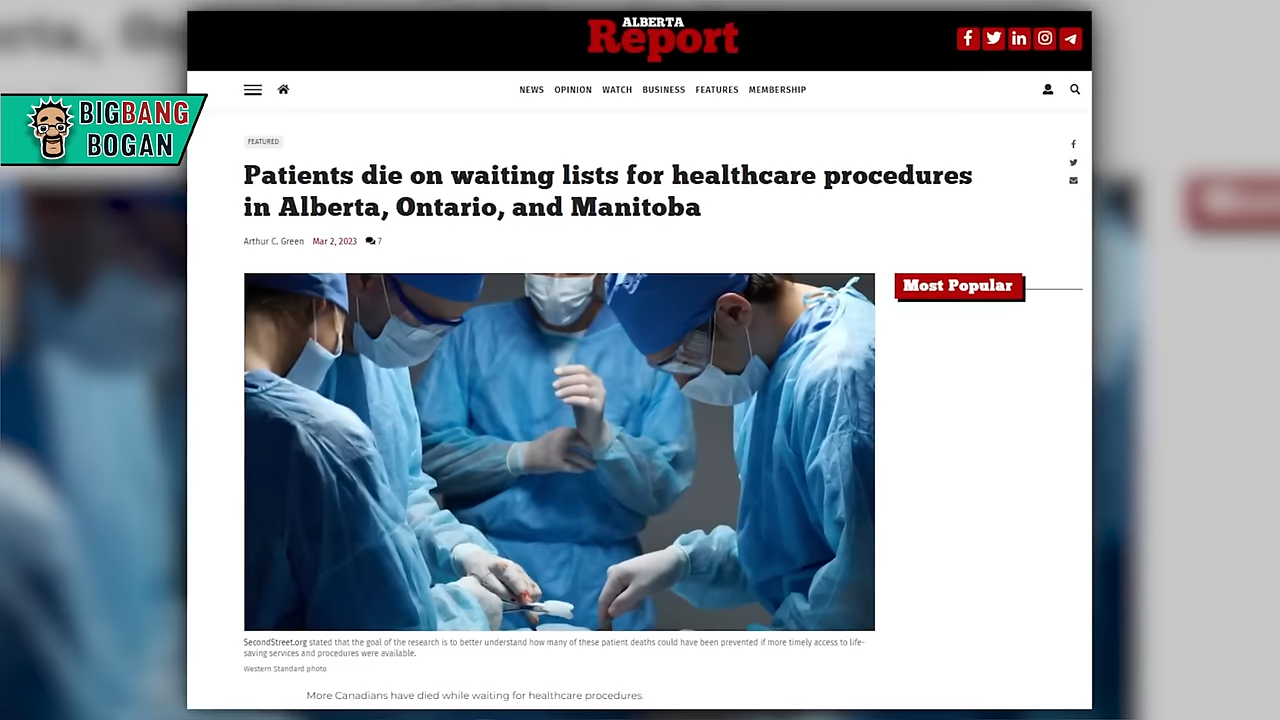 ALBERTA
Report
BIGBANG
BOGAN
NEWS OPINION WATCH BUSINESS FEATURES MEMBERSHIP
FEATURED
Patients die on waiting lists for healthcare procedures
in Alberta, Ontario, and Manitoba
Arthur C. Green Mar 2, 2023 7
Most Popular
SecondStreet.org stated that the goal of the research is to better understand how many of these patient deaths could have been prevented if more timely access to life-
saving services and procedures were available.
Western Standard photo
More Canadians have died while waiting for healthcare procedures.